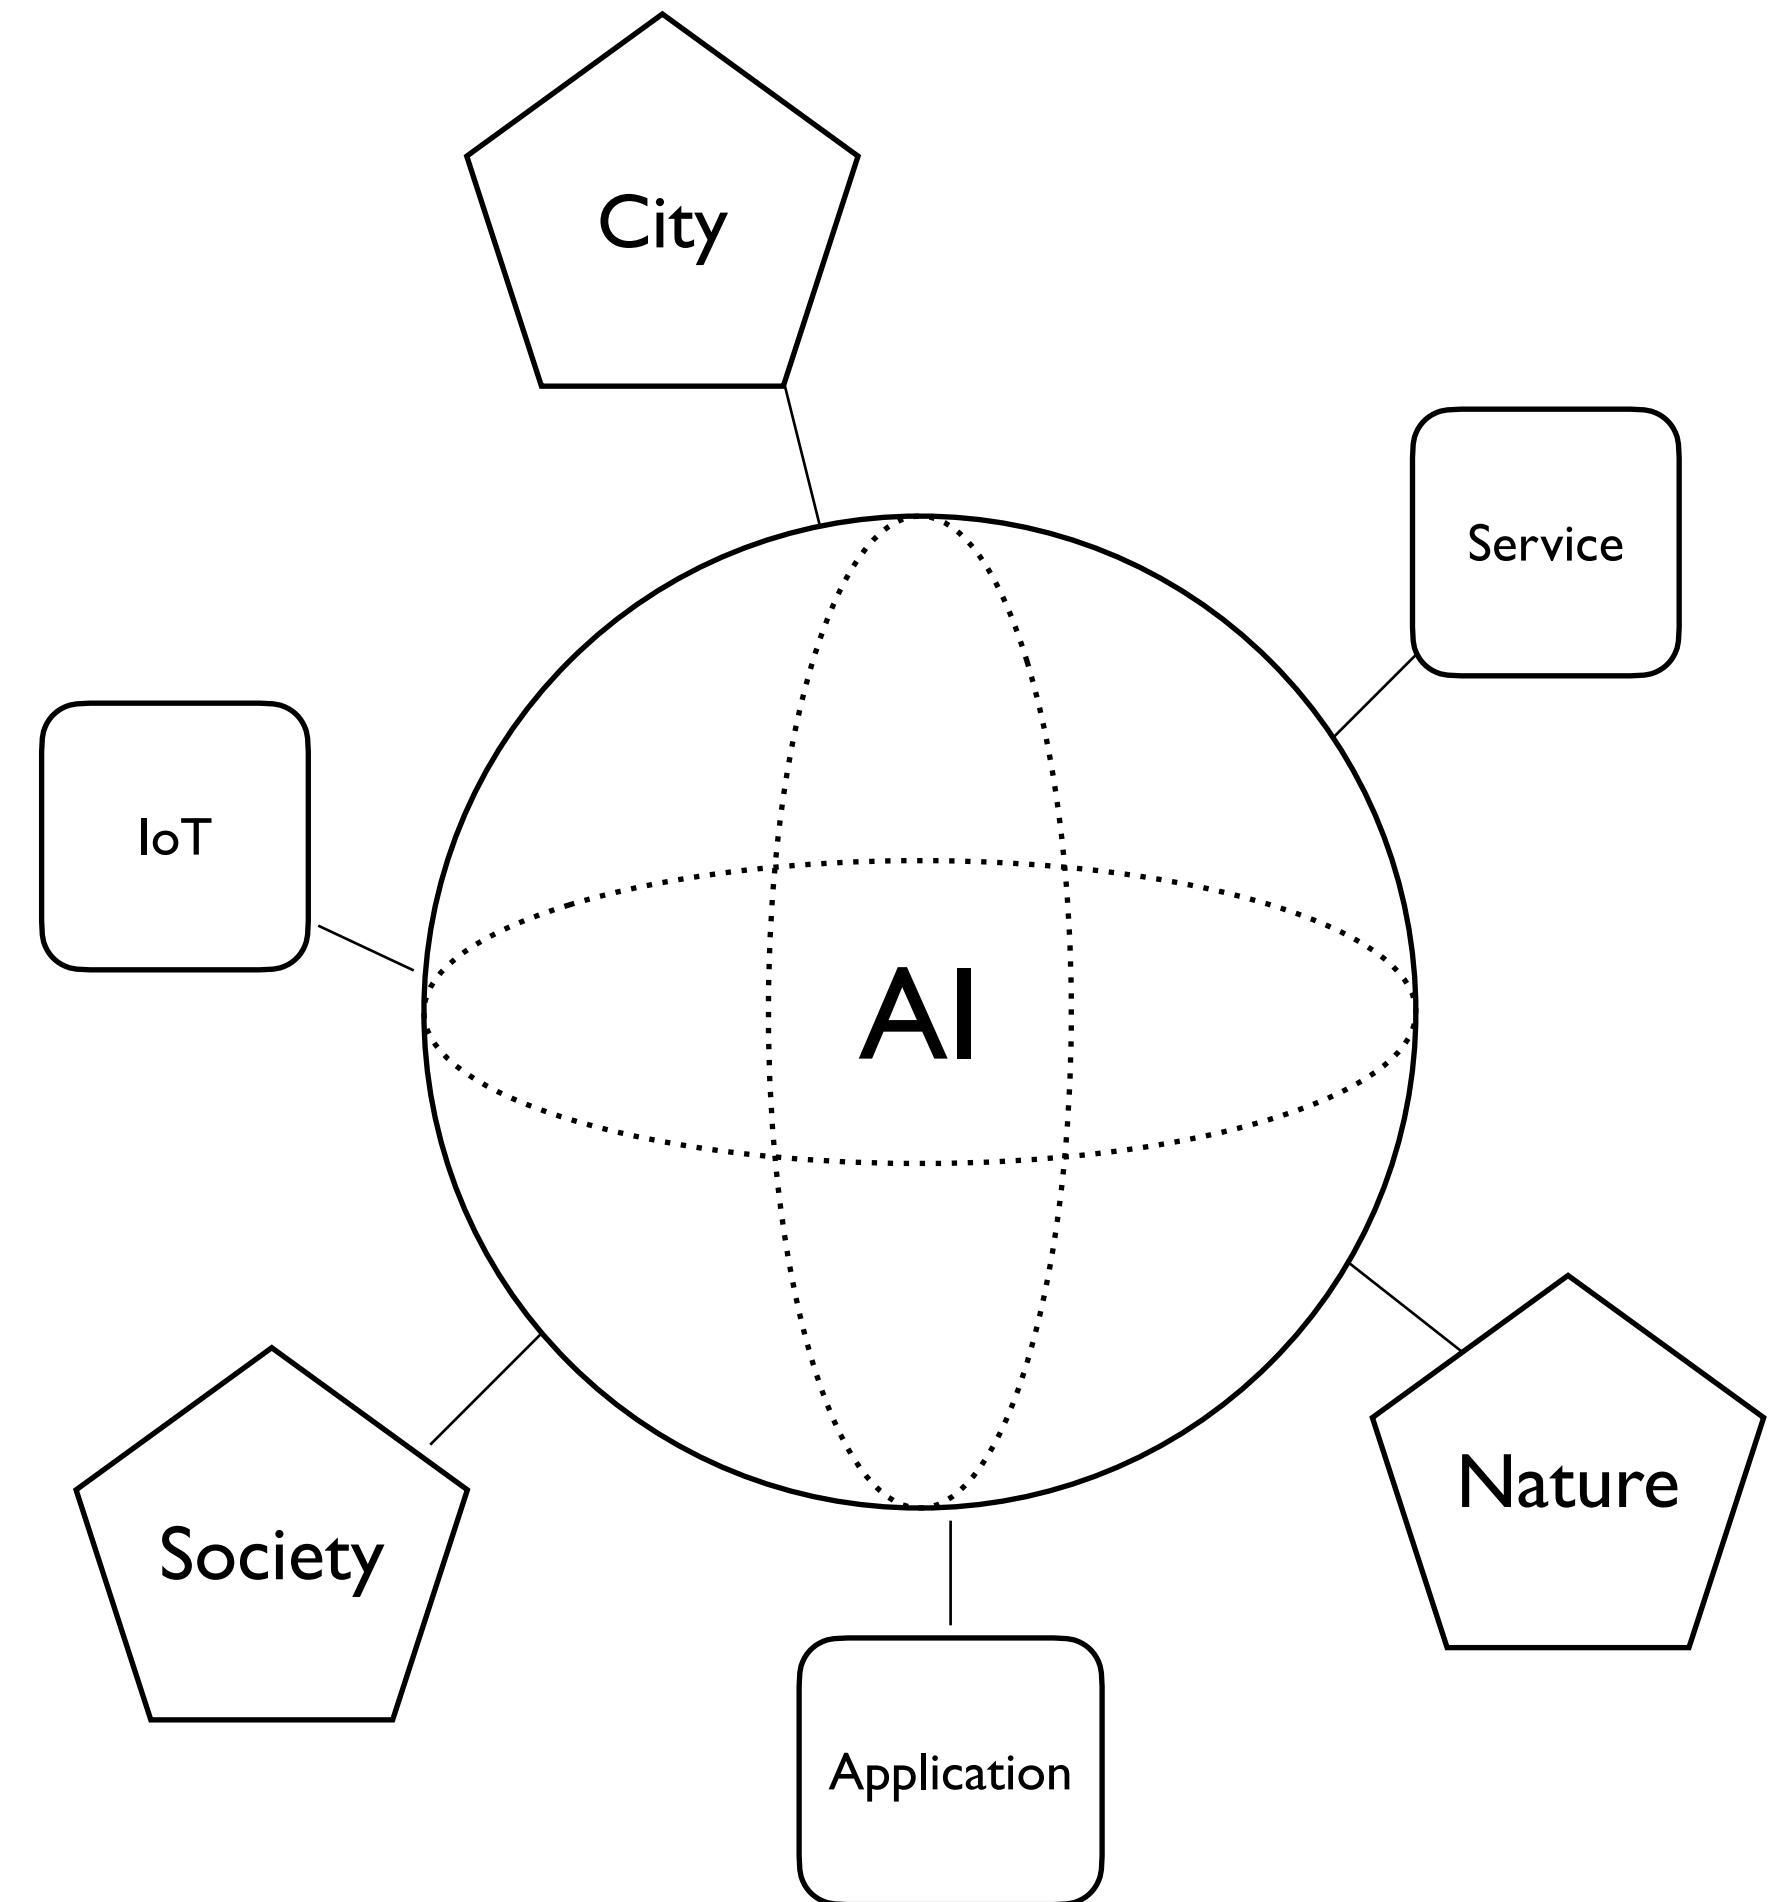 City
Service
IoT
AI
Nature
Society
Application